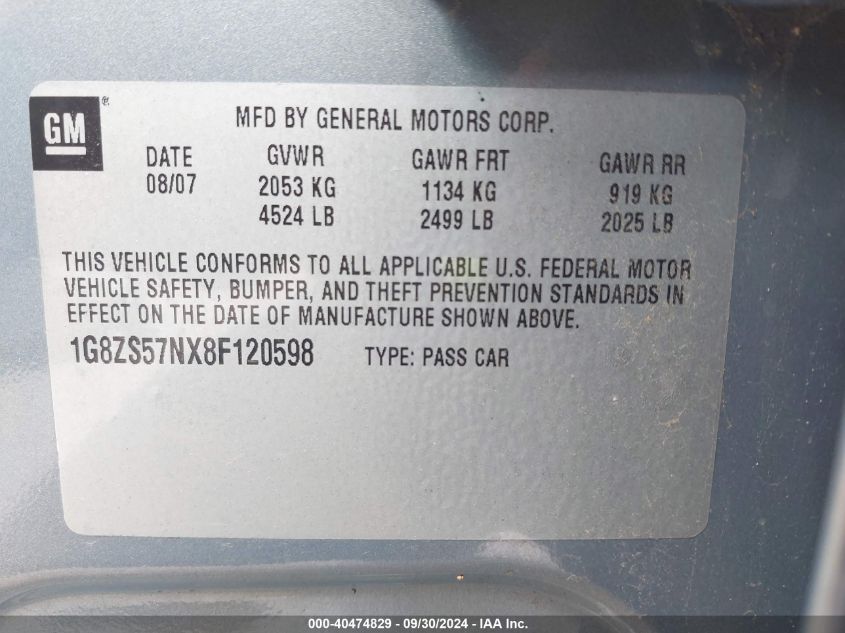 GM®
MFD BY GENERAL MOTORS CORP.
DATE GVWR GAWR FRT GAWR RR
08/07 2053 KG 1134 KG 919 KG
4524 LB 2499 LB 2025 LB
THIS VEHICLE CONFORMS TO ALL APPLICABLE U.S. FEDERAL MOTOR
VEHICLE SAFETY, BUMPER, AND THEFT PREVENTION STANDARDS IN
EFFECT ON THE DATE OF MANUFACTURE SHOWN ABOVE.
1G8ZS57NX8F120598 TYPE: PASS CAR
000-40474829 - 09/30/2024 - IAA Inc.